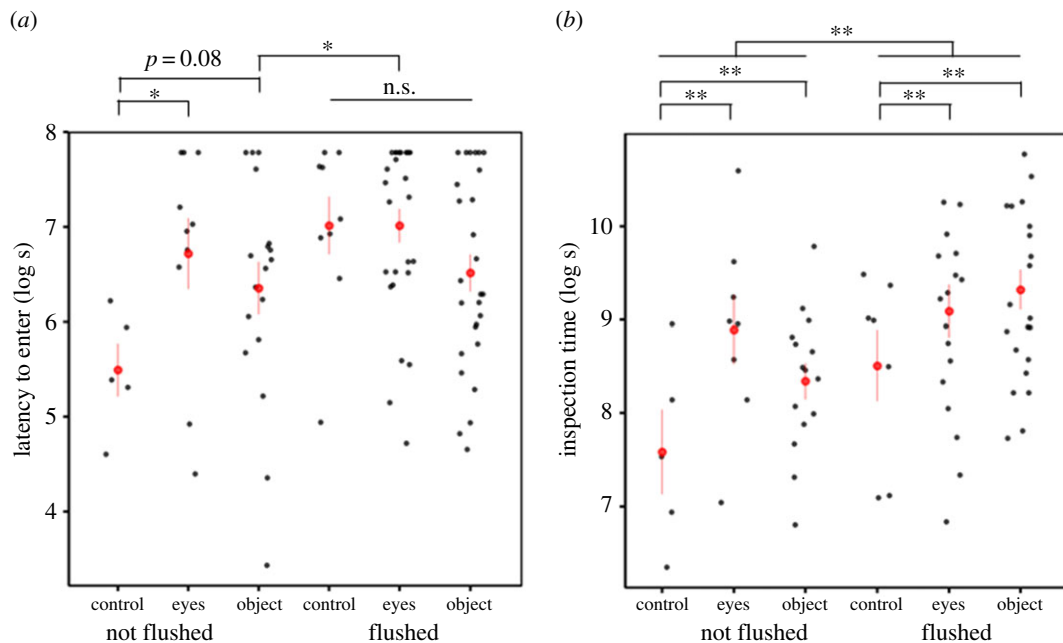 (a)
*
p = 0.08
*
n.s.
8
7
6
5
4
latency to enter (log s)
control eyes object control eyes object
not flushed flushed
(b)
**
** **
** **
10
9
8
7
inspection time (log s)
control eyes object control eyes object
not flushed flushed